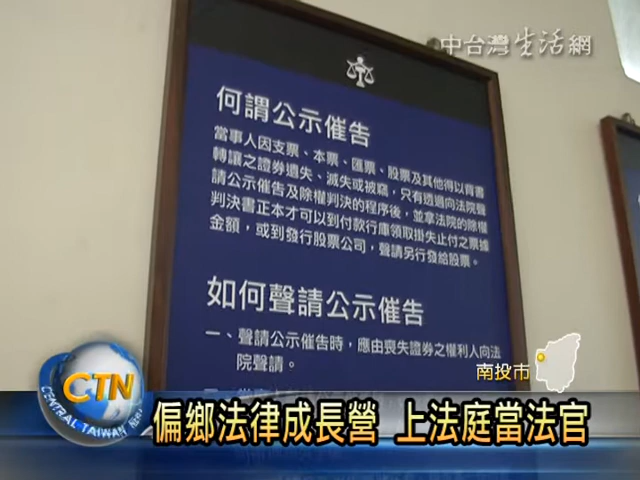 中台灣生活網
何謂公示催告
當事人因支票、本票、匯票、股票及其他得以背書
轉讓之證券遺失、滅失或被竊，只有透過向法院聲
請公示催告及除權判決的程序後，並拿法院的除權
判決書正本才可以到付款行庫領取掛失止付之票據
金額，或到發行股票公司，聲請另行發給股票。
如何聲請公示催告
一、聲請公示催告時，應由喪失證券之權利人向法
院聲請。
南投市
CTN
CENTRAL TAIWAN
偏鄉法律成長營 上法庭當法官